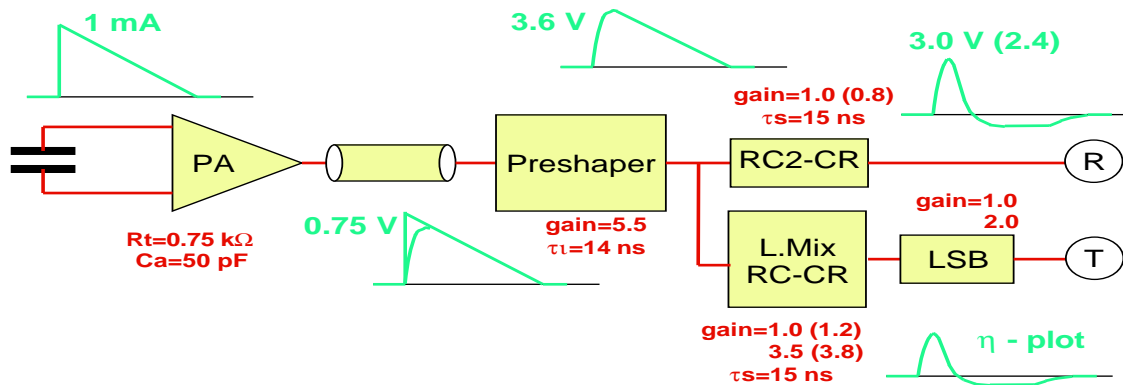 1 mA
3.6 V
3.0 V (2.4)
gain=1.0 (0.8)
τs=15 ns
PA
Preshaper
RC2-CR
R
Rt=0.75 kΩ
Ca=50 pF
0.75 V
gain=5.5
τι=14 ns
L.Mix
RC-CR
gain=1.0
2.0
LSB
T
gain=1.0 (1.2)
3.5 (3.8)
τs=15 ns
η - plot